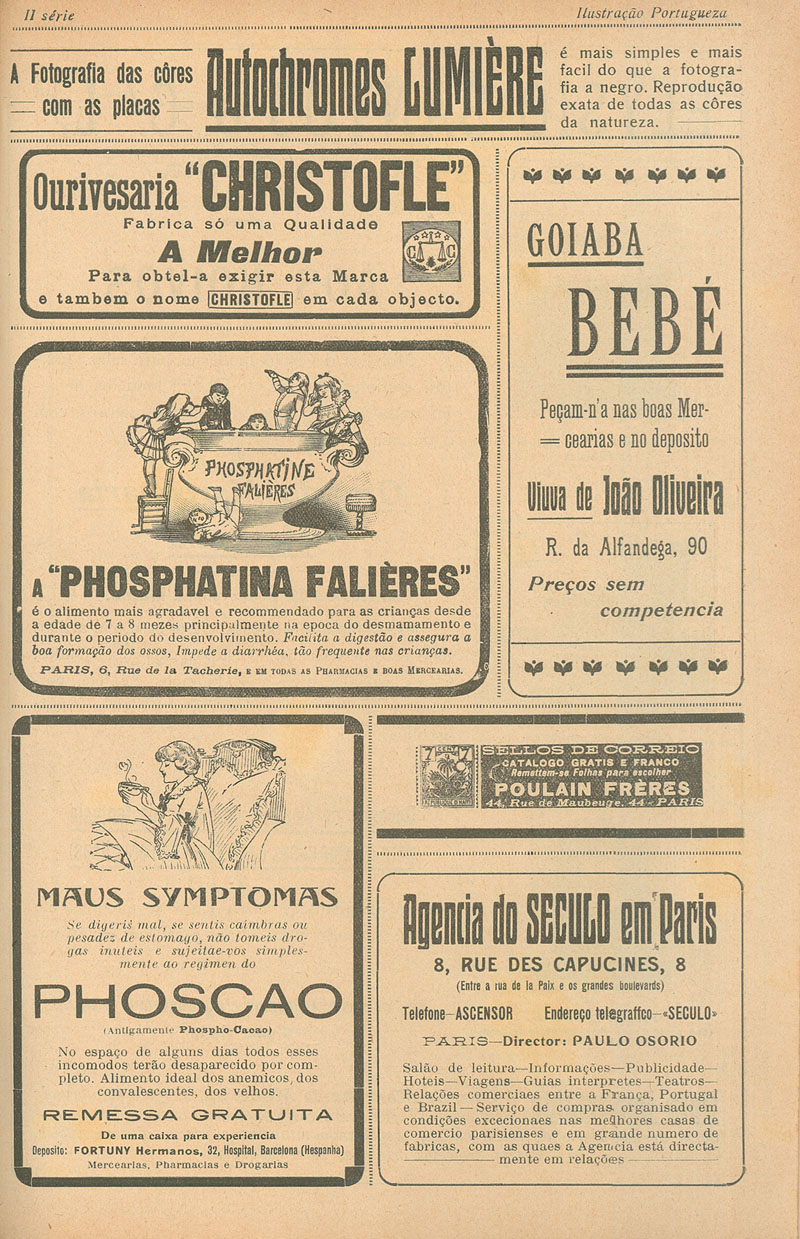 II série
Ilustração Portugueza
A Fotografia das côres
com as placas
Autochromes LUMIÈRE
é mais simples e mais
facil do que a fotogra-
fia a negro. Reprodução
exata de todas as côres
da natureza.
Ourivesaria "CHRISTOFLE"
Fabrica só uma Qualidade
A Melhor
Para obtel-a exigir esta Marca
C C
e tambem o nome CHRISTOFLE em cada objecto.
GOIABA
BEBÉ
Peçam-n'a nas boas Mer-
cearias e no deposito
Viuva de João Oliveira
R. da Alfandega, 90
Preços sem
competencia
PHOSPHATINE
FALIÈRES
A "PHOSPHATINA FALIÈRES"
é o alimento mais agradavel e recommendado para as crianças desde
a edade de 7 a 8 mezes principalmente na epoca do desmamamento e
durante o periodo do desenvolvimento. Facilita a digestão e assegura a
boa formação dos ossos, Impede a diarrhéa, tão frequente nas crianças.
PARIS, 6, Rue de la Tacherie, E EM TODAS AS PHARMACIAS E BOAS MERCEARIAS.
MAUS SYMPTOMAS
Se digeris mal, se sentis caimbras ou
pesadez de estomago, não tomeis dro-
gas inuteis e sujeitae-vos simples-
mente ao regimen do
PHOSCAO
(Antigamente Phospho-Cacao)
No espaço de alguns dias todos esses
incomodos terão desaparecido por com-
pleto. Alimento ideal dos anemicos, dos
convalescentes, dos velhos.
REMESSA GRATUITA
De uma caixa para experiencia
Deposito: FORTUNY Hermanos, 32, Hospital, Barcelona (Hespanha)
Mercearias, Pharmacias e Drogarias
7 CENT 7
SELLOS DE CORREIO
CATALOGO GRATIS E FRANCO
Remettem-se Folhas para escolher
POULAIN FRÈRES
44, Rue de Maubeuge, 44 - PARIS
Agencia do SECULO em Paris
8, RUE DES CAPUCINES, 8
(Entre a rua de la Paix e os grandes boulevards)
Telefone—ASCENSOR Endereço telegraffco—«SECULO»
PARIS—Director: PAULO OSORIO
Salão de leitura—Informações—Publicidade—
Hoteis—Viagens—Guias interpretes—Teatros—
Relações comerciaes entre a França, Portugal
e Brazil—Serviço de compras organisado em
condições excecionaes nas melhores casas de
comercio parisienses e em grande numero de
fabricas, com as quaes a Agencia está directa-
mente em relações